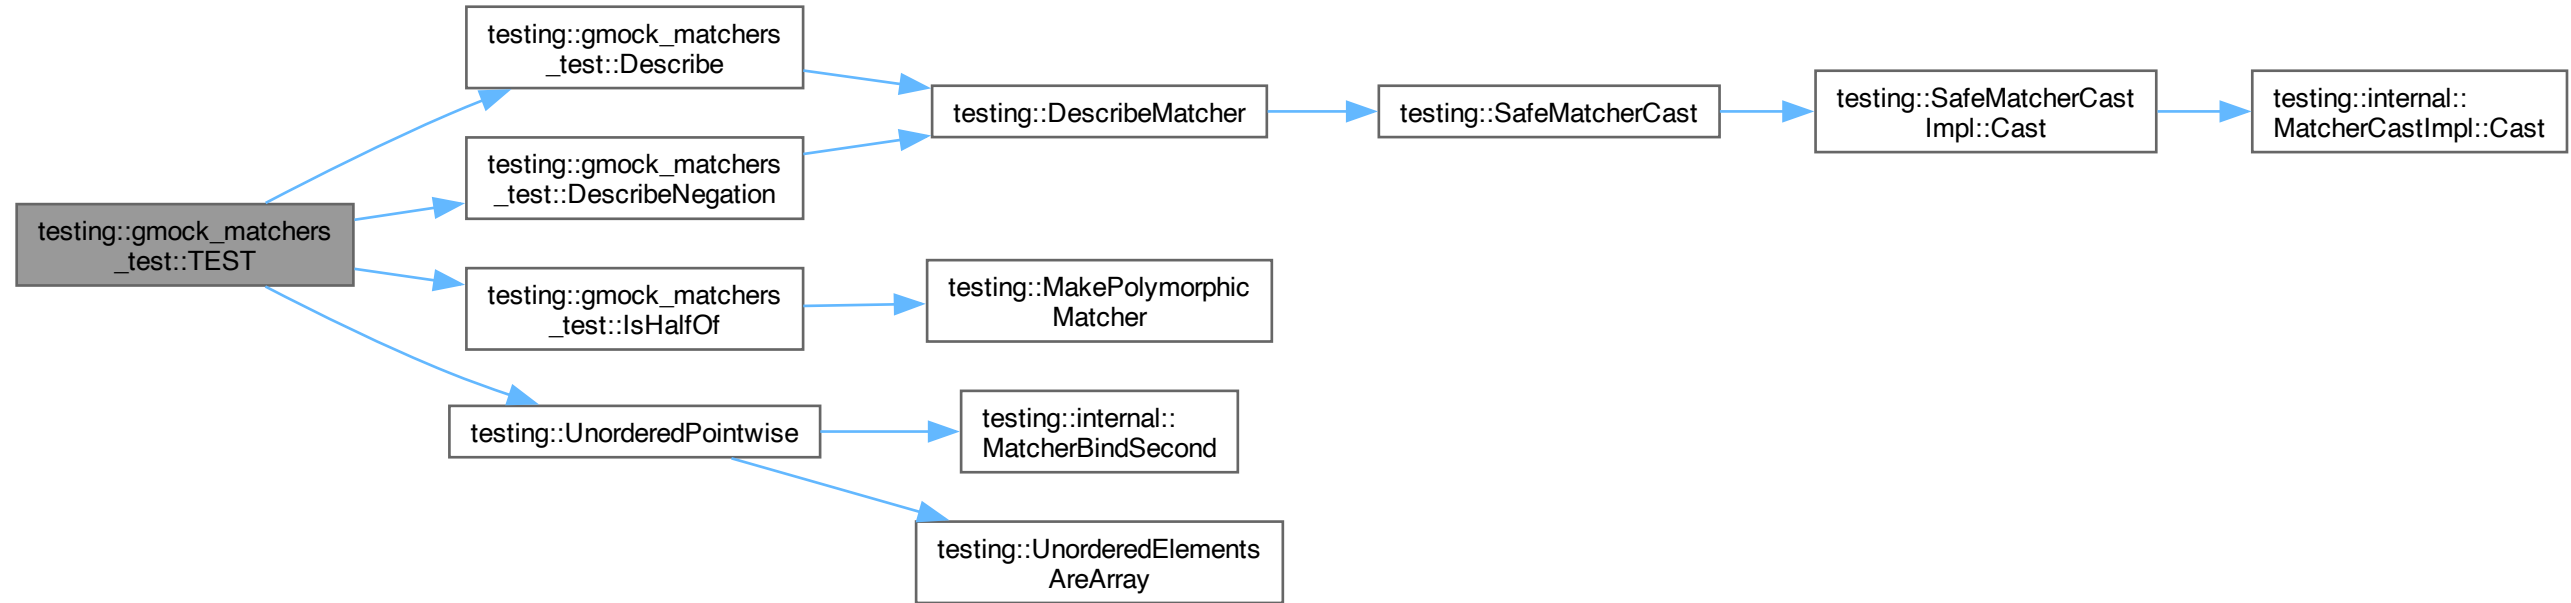 testing::gmock_matchers
_test::TEST
testing::gmock_matchers
_test::Describe
testing::gmock_matchers
_test::DescribeNegation
testing::gmock_matchers
_test::IsHalfOf
testing::UnorderedPointwise
testing::DescribeMatcher
testing::MakePolymorphic
Matcher
testing::internal::
MatcherBindSecond
testing::UnorderedElements
AreArray
testing::SafeMatcherCast
testing::SafeMatcherCast
Impl::Cast
testing::internal::
MatcherCastImpl::Cast